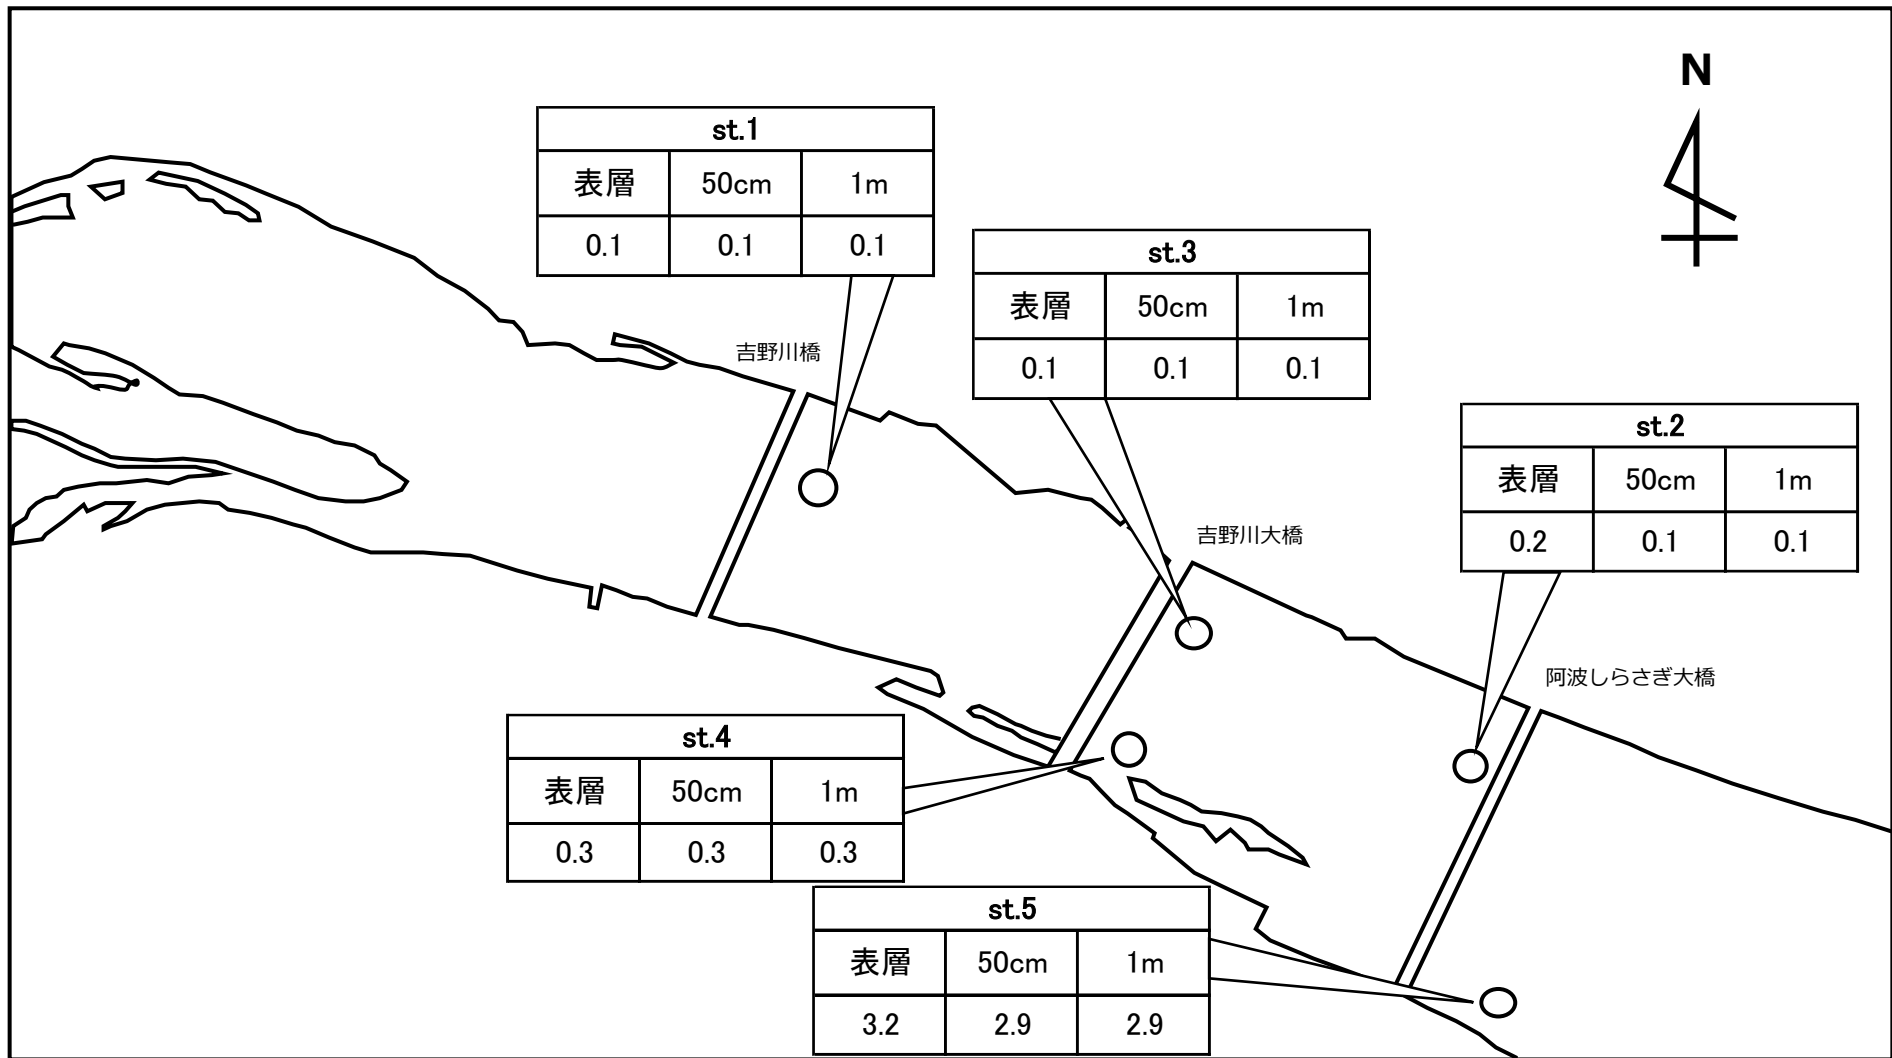 N
st.1
表層 50cm 1m
0.1 0.1 0.1
st.3
表層 50cm 1m
0.1 0.1 0.1
吉野川橋
st.2
表層 50cm 1m
0.2 0.1 0.1
吉野川大橋
阿波しらさぎ大橋
st.4
表層 50cm 1m
0.3 0.3 0.3
st.5
表層 50cm 1m
3.2 2.9 2.9